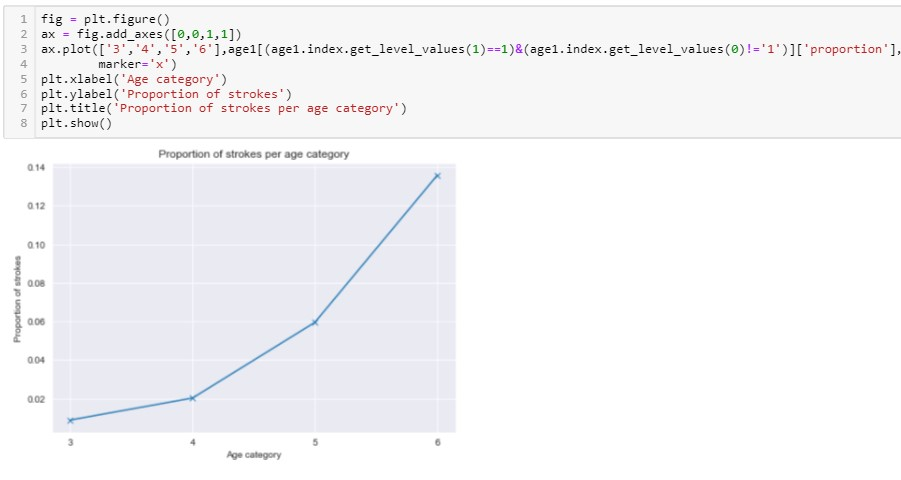 1 fig = plt.figure()
2 ax = fig.add_axes([0,0,1,1])
3 ax.plot(['3','4','5','6'],age1[(age1.index.get_level_values(1)==1)&(age1.index.get_level_values(0)!='1')]['proportion'],
4         marker='x')
5 plt.xlabel('Age category')
6 plt.ylabel('Proportion of strokes')
7 plt.title('Proportion of strokes per age category')
8 plt.show()
Proportion of strokes per age category
0.14
0.12
0.10
0.08
0.06
0.04
0.02
Proportion of strokes
3 4 5 6
Age category